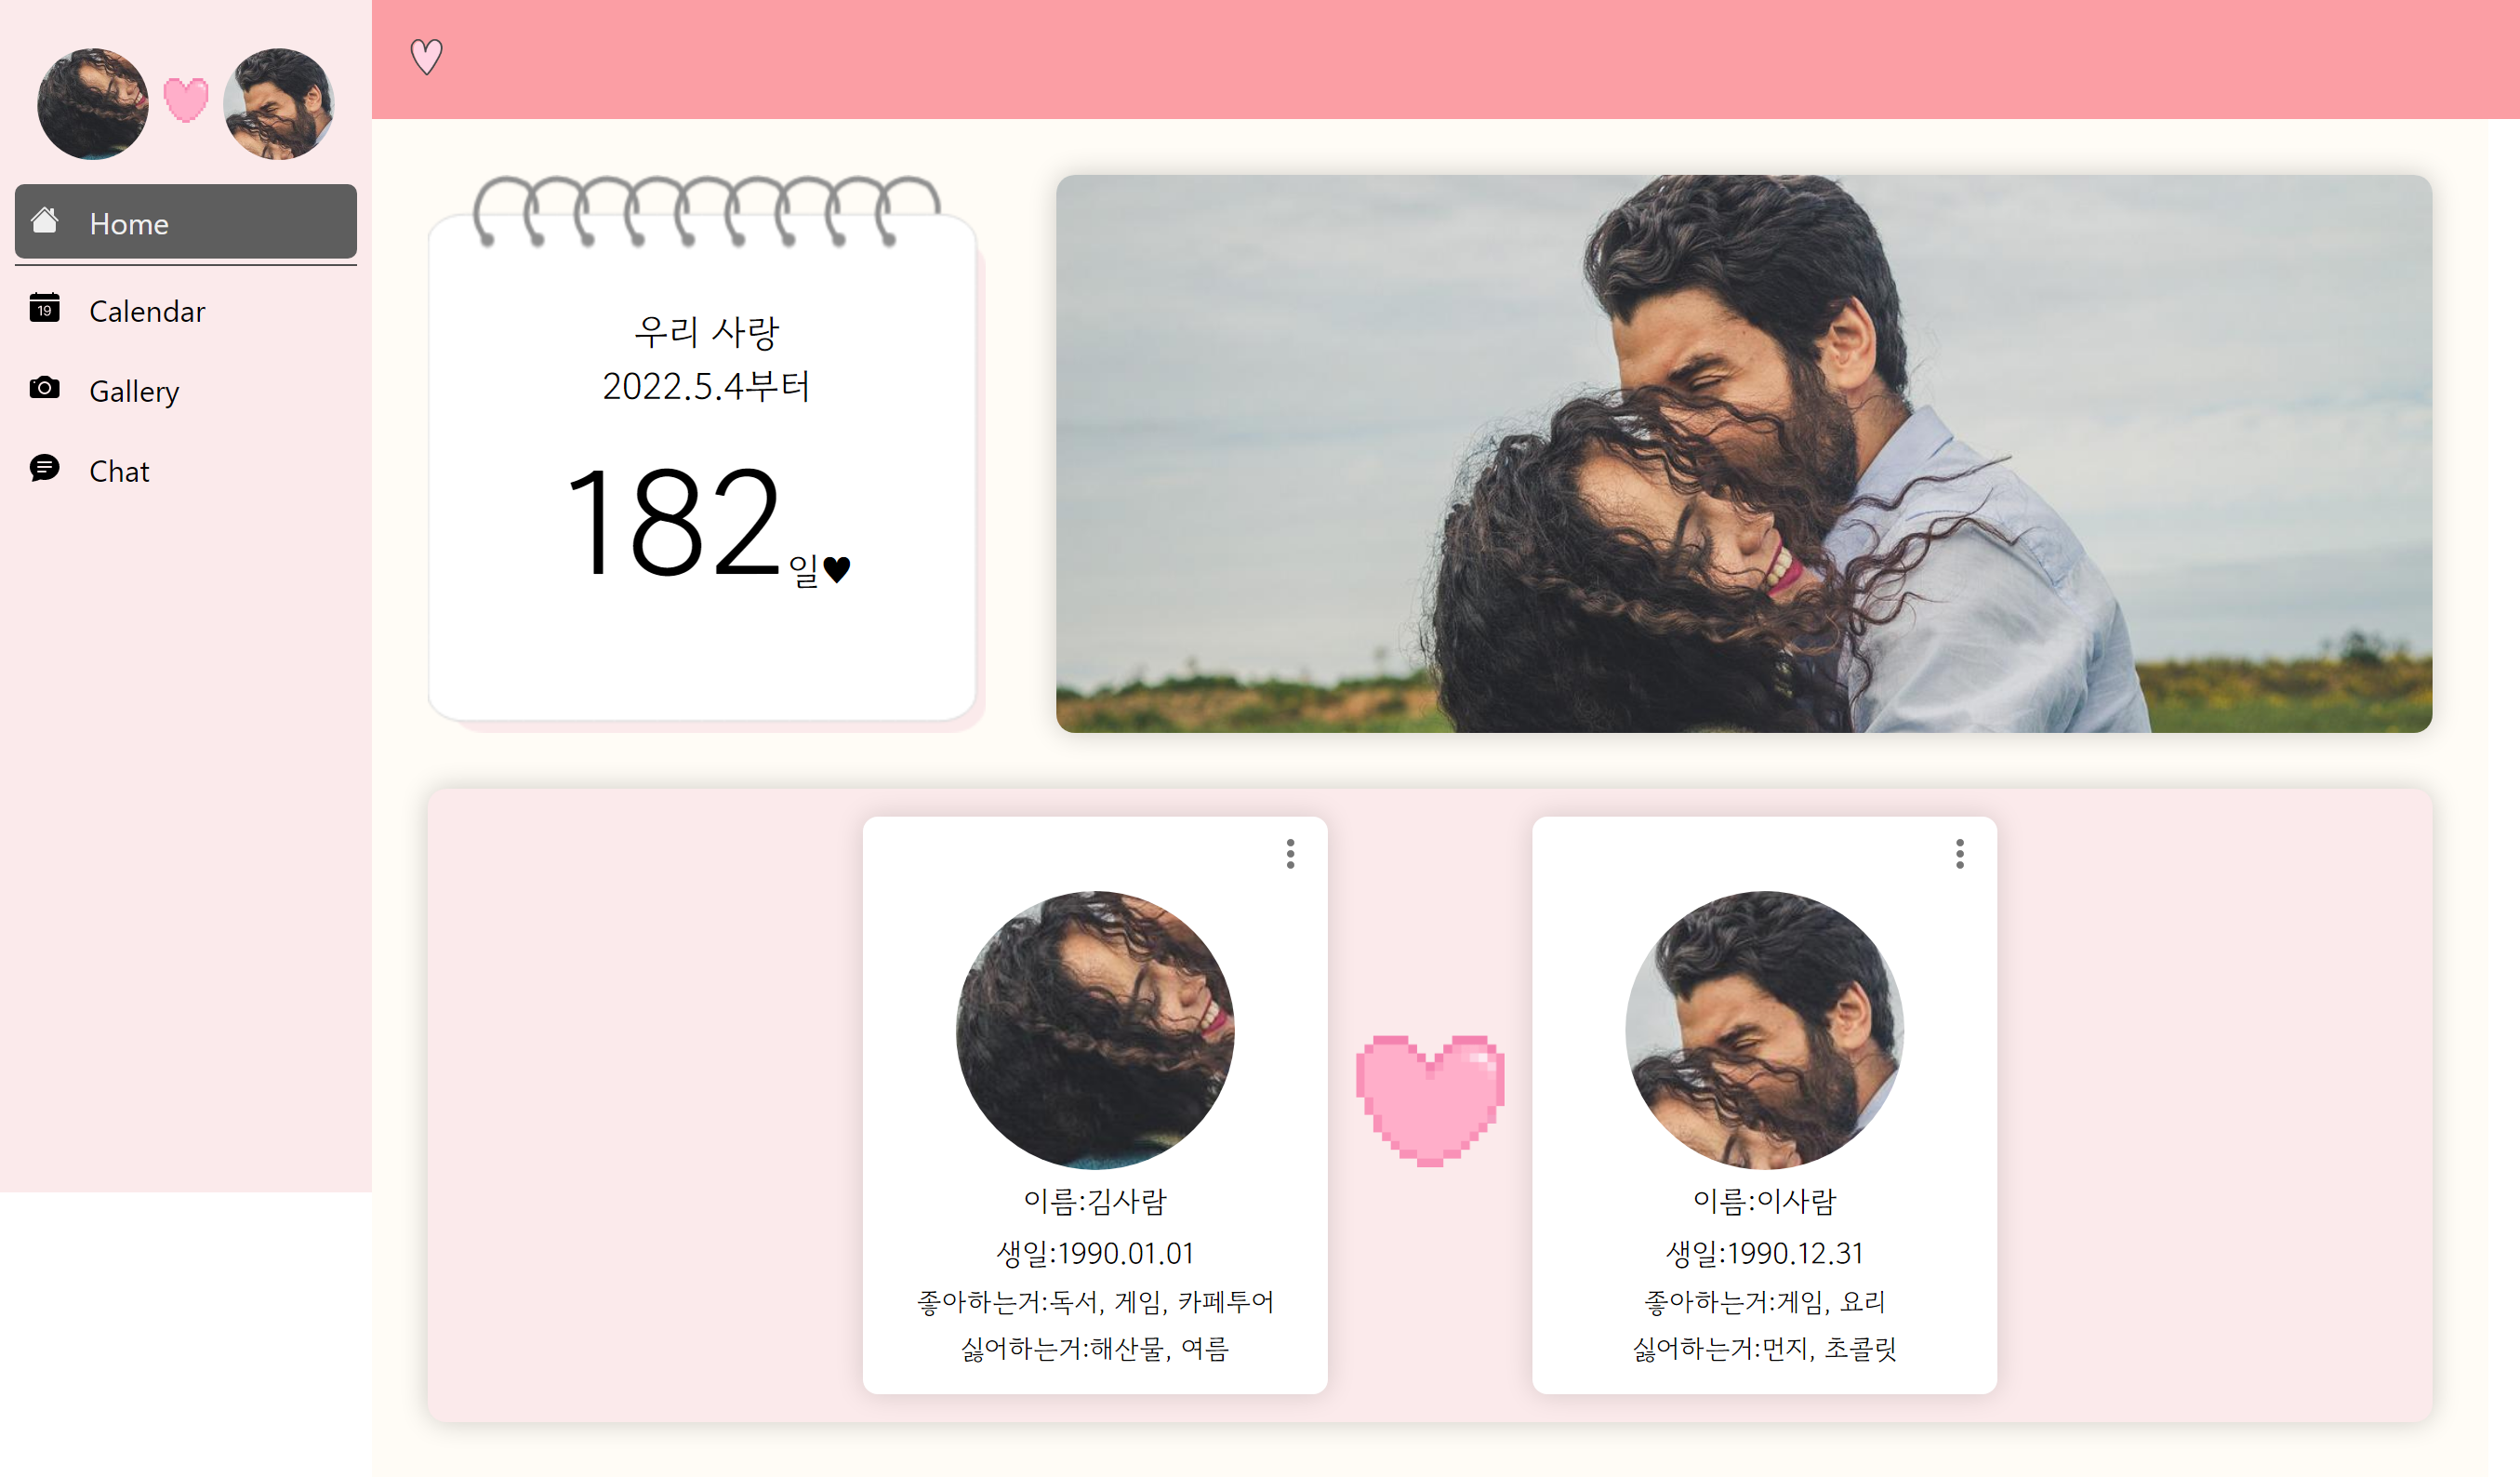 Home
19
Calendar
Gallery
Chat
우리 사랑
2022.5.4부터
182일♥
이름:김사람
생일:1990.01.01
좋아하는거:독서, 게임, 카페투어
싫어하는거:해산물, 여름
이름:이사람
생일:1990.12.31
좋아하는거:게임, 요리
싫어하는거:먼지, 초콜릿